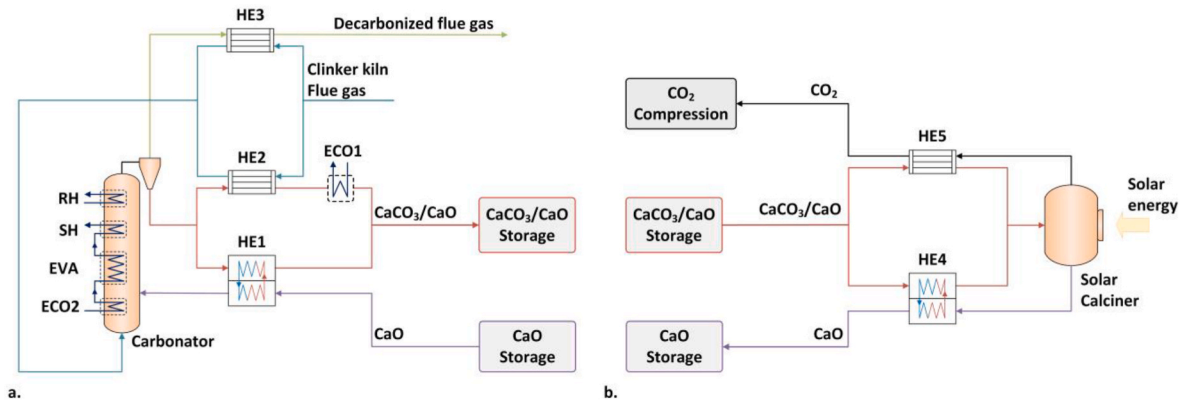 HE3
Decarbonized flue gas
Clinker kiln
Flue gas
HE2
ECO1
RH
SH
EVA
ECO2
HE1
CaCO₃/CaO
CaCO₃/CaO
Storage
CaO
CaO
Storage
Carbonator
a.
CO₂
Compression
CO₂
HE5
Solar
energy
CaCO₃/CaO
Storage
CaCO₃/CaO
HE4
Solar
Calciner
CaO
Storage
CaO
b.